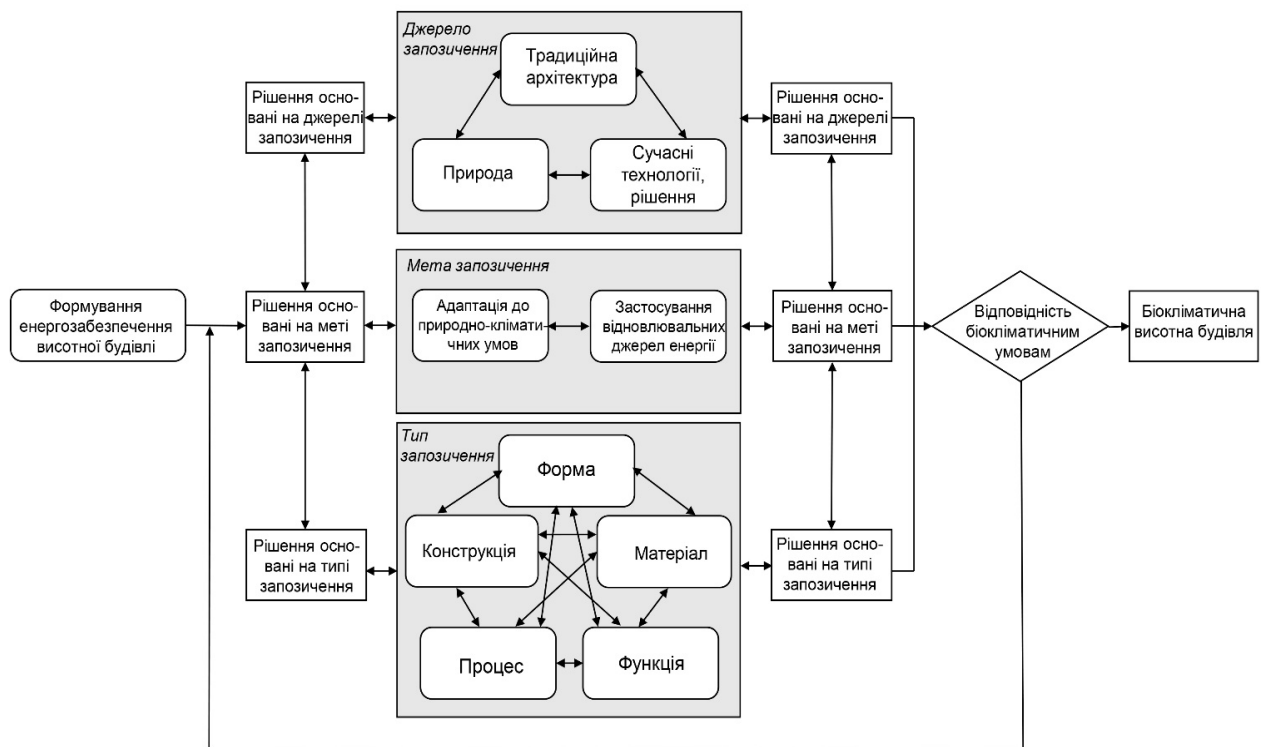 Джерело
запозичення
Традиційна
архітектура
Природа
Сучасні
технології,
рішення
Рішення осно-
вані на джерелі
запозичення
Рішення осно-
вані на джерелі
запозичення
Формування
енергозабезпечення
висотної будівлі
Рішення осно-
вані на меті
запозичення
Мета запозичення
Адаптація до
природно-клімати-
чних умов
Застосування
відновлювальних
джерел енергії
Рішення осно-
вані на меті
запозичення
Відповідність
біокліматичним
умовам
Біокліматична
висотна будівля
Рішення осно-
вані на типі
запозичення
Тип
запозичення
Форма
Конструкція
Матеріал
Процес
Функція
Рішення осно-
вані на типі
запозичення